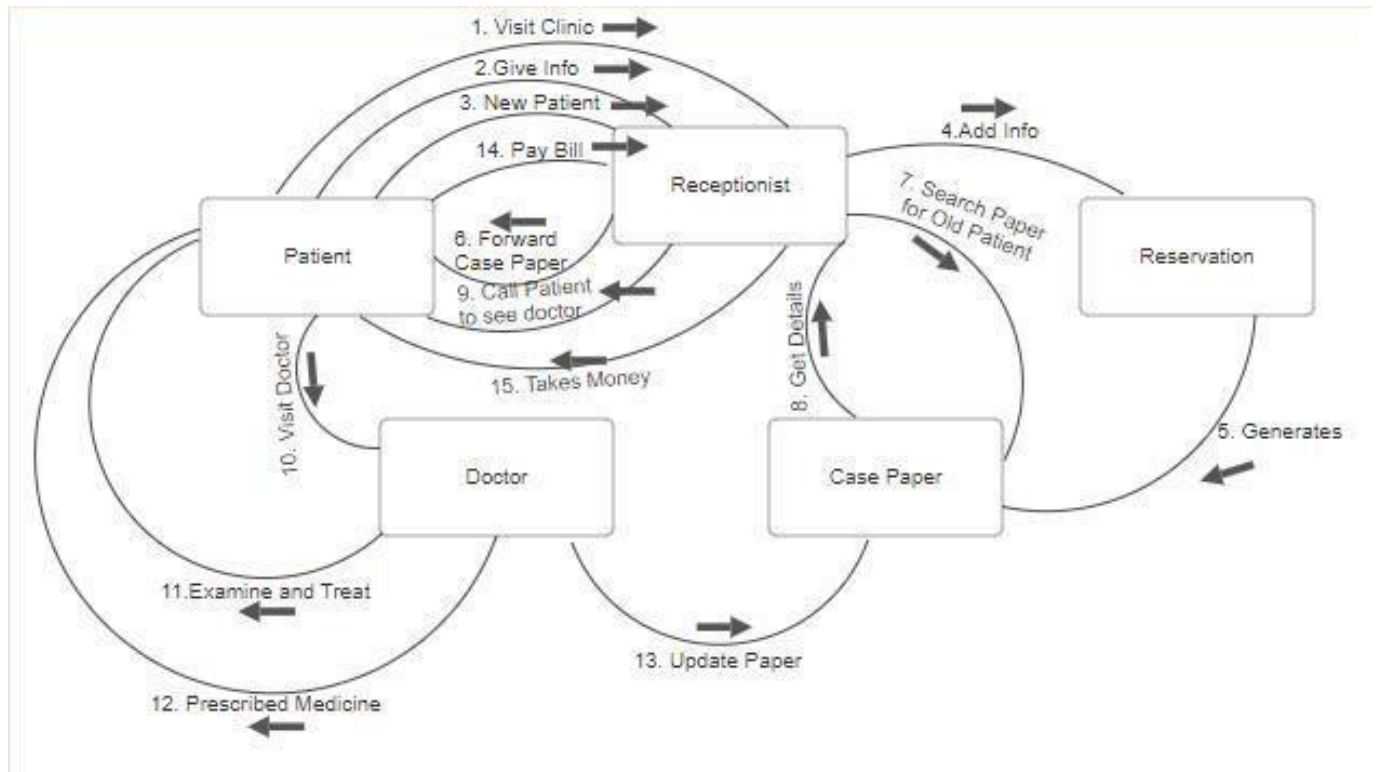 1. Visit Clinic
2.Give Info
3. New Patient
14. Pay Bill
Receptionist
4.Add Info
7. Search Paper
for Old Patient
Patient
6. Forward
Case Paper
Reservation
9. Call Patient
to see doctor
8. Get Details
10. Visit Doctor
15. Takes Money
Doctor
Case Paper
5. Generates
11.Examine and Treat
13. Update Paper
12. Prescribed Medicine